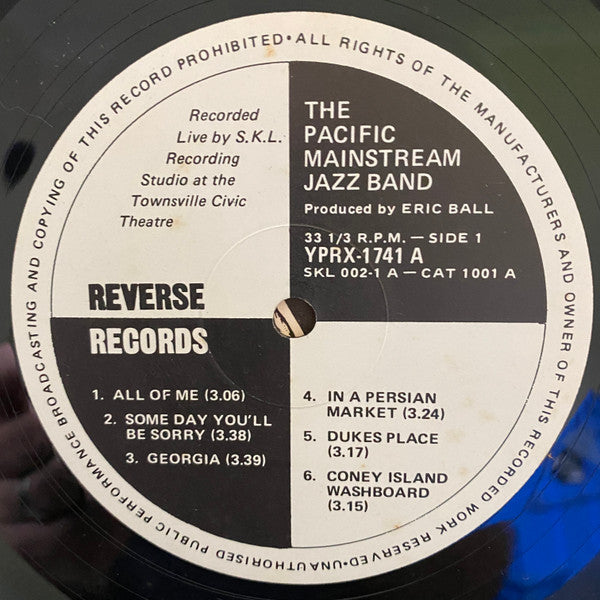 ALL RIGHTS OF THE MANUFACTURERS AND OWNER OF THIS RECORDED WORK RESERVED•UNAUTHORISED PUBLIC PERFORMANCE BROADCASTING AND COPYING OF THIS RECORD PROHIBITED•
Recorded
Live by S.K.L.
Recording
Studio at the
Townsville Civic
Theatre
THE
PACIFIC
MAINSTREAM
JAZZ BAND
Produced by ERIC BALL
33 1/3 R.P.M. — SIDE 1
YPRX-1741 A
SKL 002-1 A — CAT 1001 A
REVERSE
RECORDS
1. ALL OF ME (3.06)
2. SOME DAY YOU'LL
BE SORRY (3.38)
3. GEORGIA (3.39)
4. IN A PERSIAN
MARKET (3.24)
5. DUKES PLACE
(3.17)
6. CONEY ISLAND
WASHBOARD
(3.15)